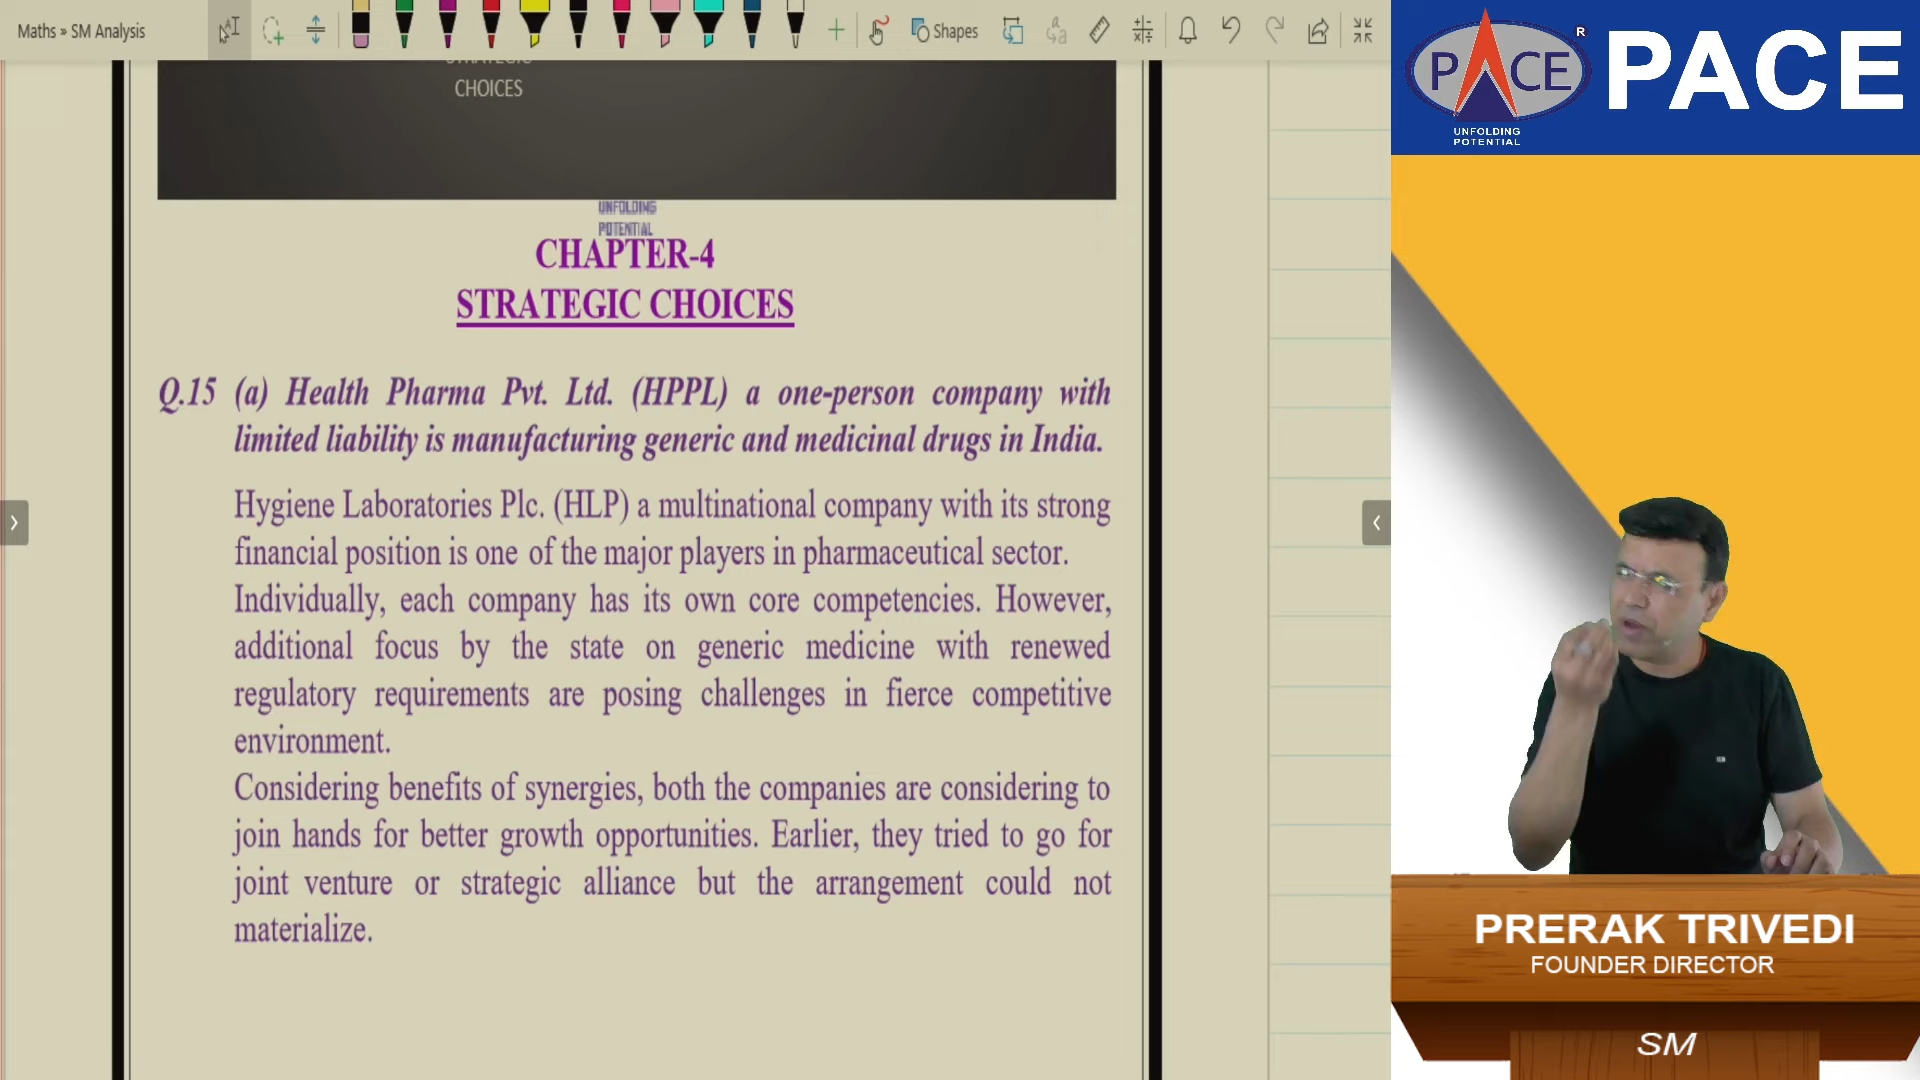 Maths » SM Analysis
Shapes
STRATEGIC
CHOICES
UNFOLDING
POTENTIAL
CHAPTER-4
STRATEGIC CHOICES
Q.15 (a) Health Pharma Pvt. Ltd. (HPPL) a one-person company with
limited liability is manufacturing generic and medicinal drugs in India.
Hygiene Laboratories Plc. (HLP) a multinational company with its strong
financial position is one of the major players in pharmaceutical sector.
Individually, each company has its own core competencies. However,
additional focus by the state on generic medicine with renewed
regulatory requirements are posing challenges in fierce competitive
environment.
Considering benefits of synergies, both the companies are considering to
join hands for better growth opportunities. Earlier, they tried to go for
joint venture or strategic alliance but the arrangement could not
materialize.
PACE
®
UNFOLDING
POTENTIAL
PACE
PRERAK TRIVEDI
FOUNDER DIRECTOR
SM